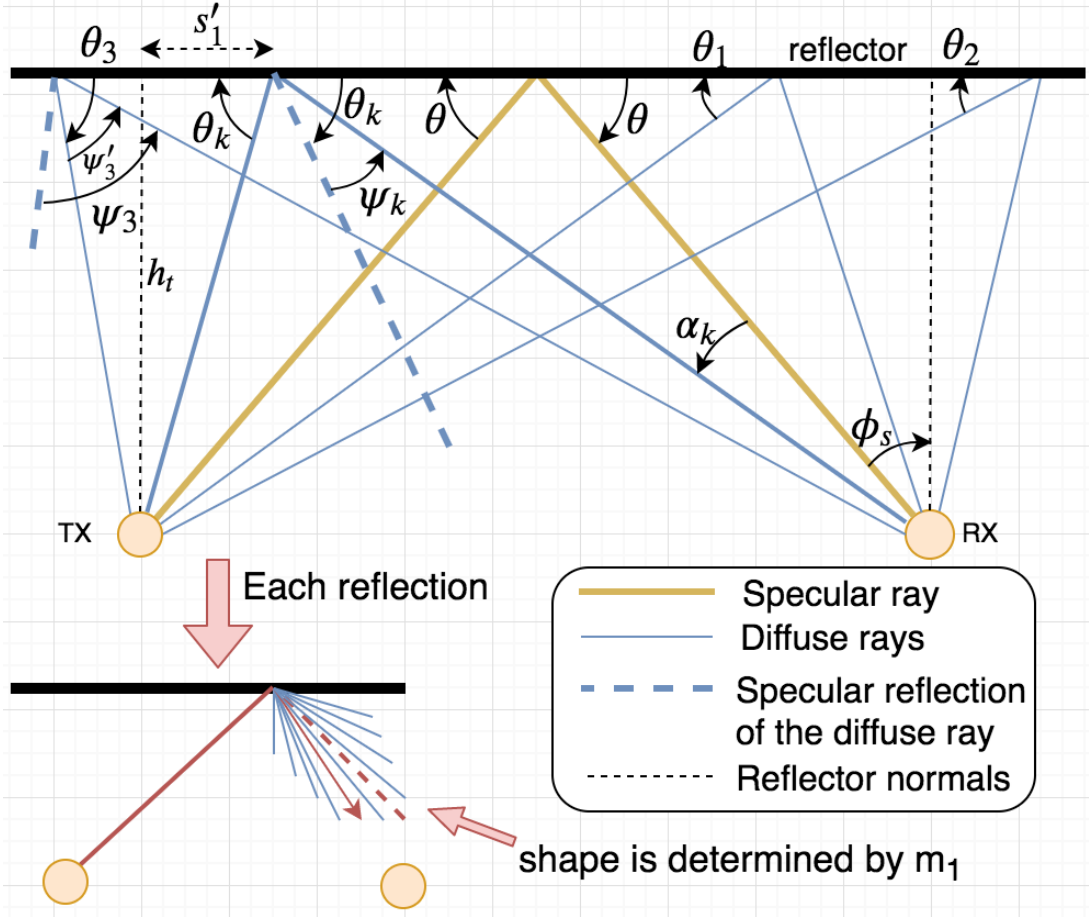 θ₃ s′₁ θ₁ reflector θ₂
θₖ θₖ θ θ
ψ′₃ ψₖ
ψ₃
hₜ
αₖ
ϕₛ
TX RX
Each reflection
Specular ray
Diffuse rays
Specular reflection
of the diffuse ray
Reflector normals
shape is determined by m₁